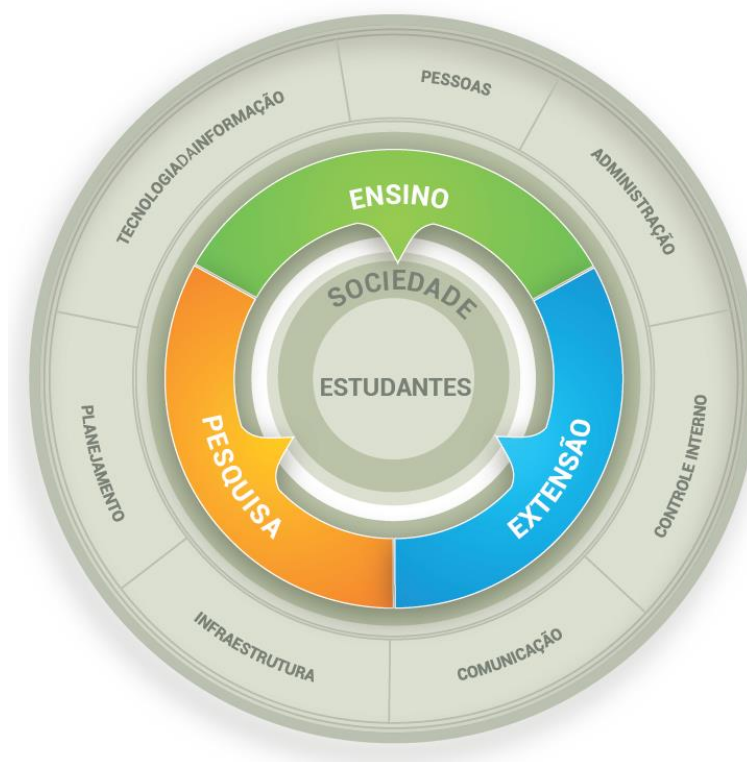 PESSOAS
ADMINISTRAÇÃO
CONTROLE INTERNO
COMUNICAÇÃO
INFRAESTRUTURA
PLANEJAMENTO
TECNOLOGIADAINFORMAÇÃO
ENSINO
EXTENSÃO
PESQUISA
SOCIEDADE
ESTUDANTES